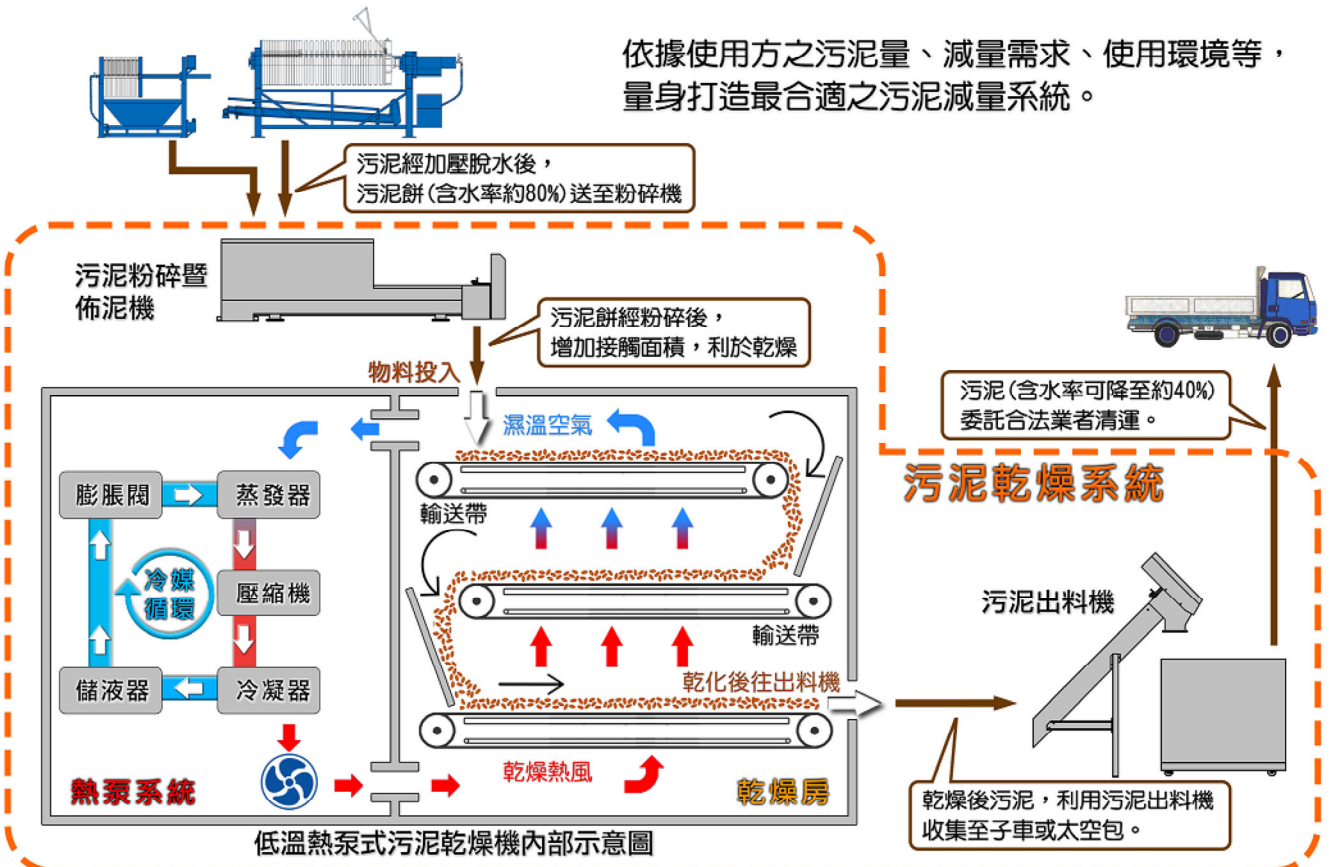 依據使用方之污泥量、減量需求、使用環境等，
量身打造最合適之污泥減量系統。
污泥經加壓脫水後，
污泥餅(含水率約80%)送至粉碎機
污泥粉碎暨
佈泥機
污泥餅經粉碎後，
增加接觸面積，利於乾燥
物料投入
污泥(含水率可降至約40%)
委託合法業者清運。
濕溫空氣
污泥乾燥系統
膨脹閥
蒸發器
輸送帶
冷媒
循環
壓縮機
污泥出料機
輸送帶
儲液器
冷凝器
乾化後往出料機
熱泵系統
乾燥熱風
乾燥房
乾燥後污泥，利用污泥出料機
收集至子車或太空包。
低溫熱泵式污泥乾燥機內部示意圖